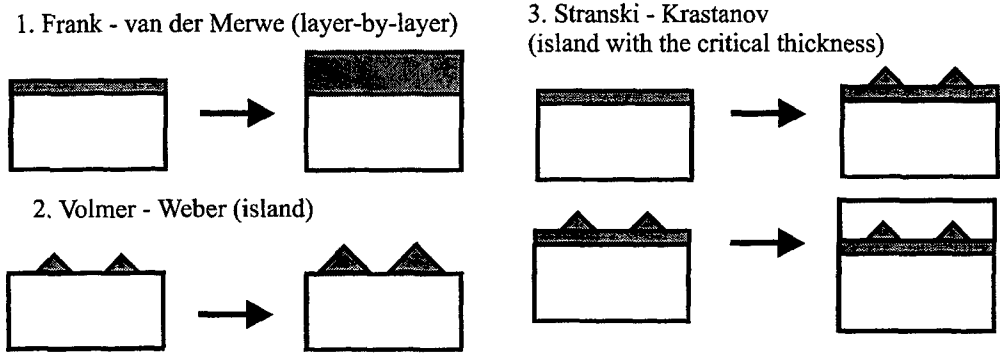 1. Frank - van der Merwe (layer-by-layer)
2. Volmer - Weber (island)
3. Stranski - Krastanov
(island with the critical thickness)